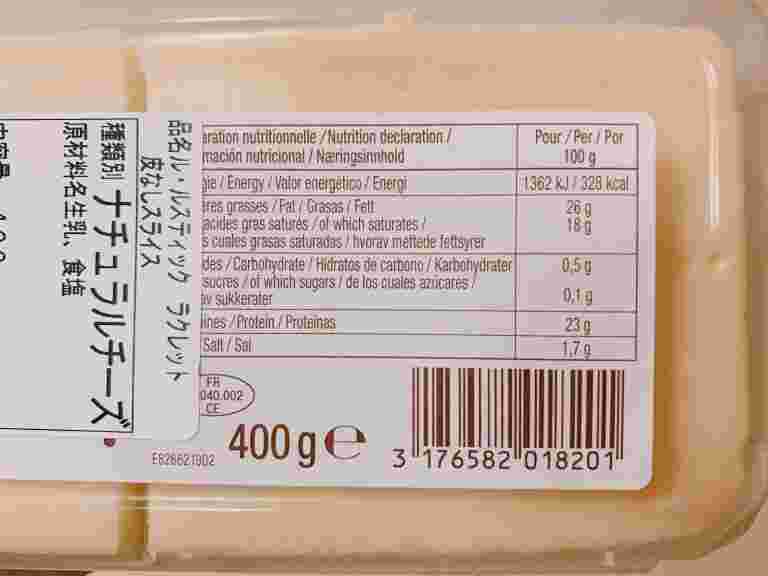 品名ル・ルスティック ラクレット
皮なしスライス
種類別 ナチュラルチーズ
原材料名生乳、食塩
aration nutritionnelle / Nutrition declaration /
mación nutricional / Næringsinnhold
Pour / Per / Por
100 g
gie / Energy / Valor energético / Energi
1362 kJ / 328 kcal
res grasses / Fat / Grasas / Fett
26 g
acides gras saturés / of which saturates /
18 g
s cuales grasas saturadas / hvorav mettede fettsyrer
des / Carbohydrate / Hidratos de carbono / Karbohydrater
0,5 g
sucres / of which sugars / de los cuales azúcares /
av sukkerater
0,1 g
ines / Protein / Proteínas
23 g
Salt / Sal
1,7 g
FR
040.002
CE
400 g e
E626621902
3 176582 018201